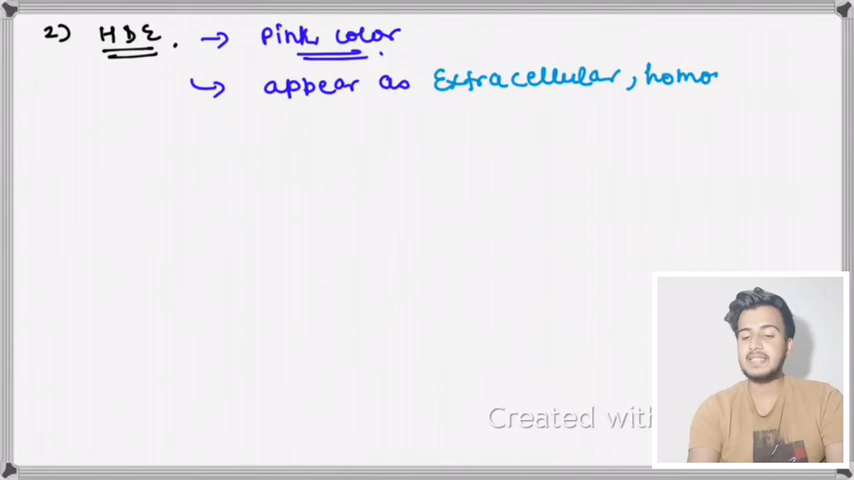 2) H & E. → Pink color
↳ appear as Extracellular, homo
Created with